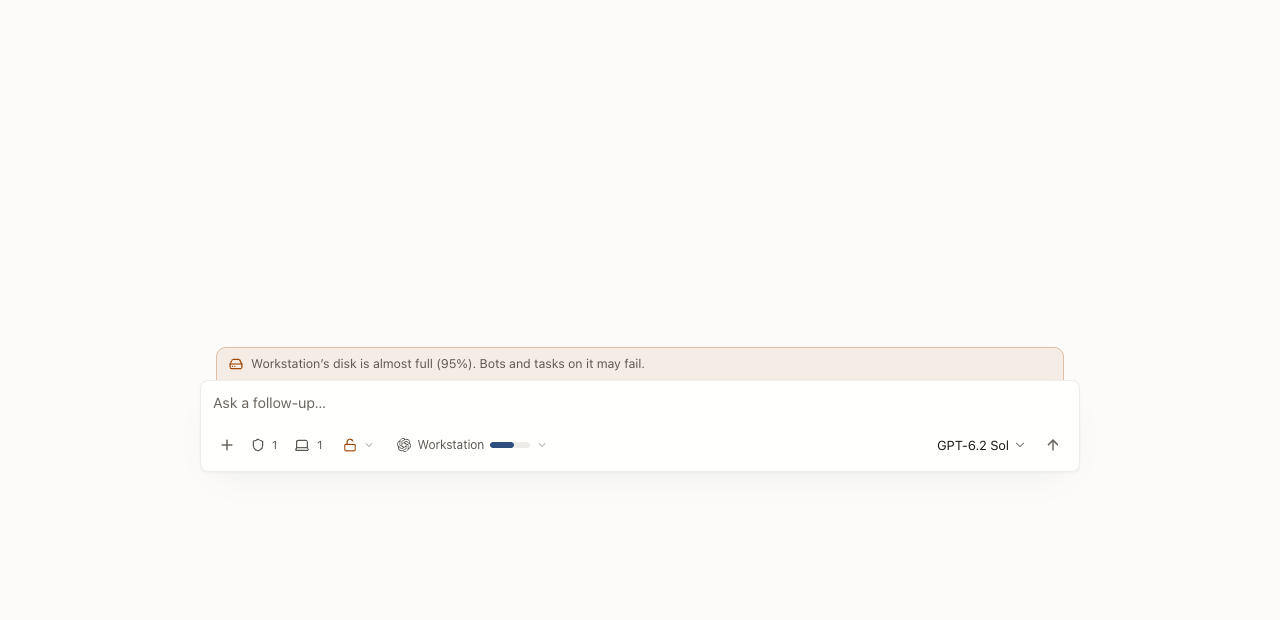 Workstation’s disk is almost full (95%). Bots and tasks on it may fail.
Ask a follow-up...
1 1 Workstation GPT-6.2 Sol